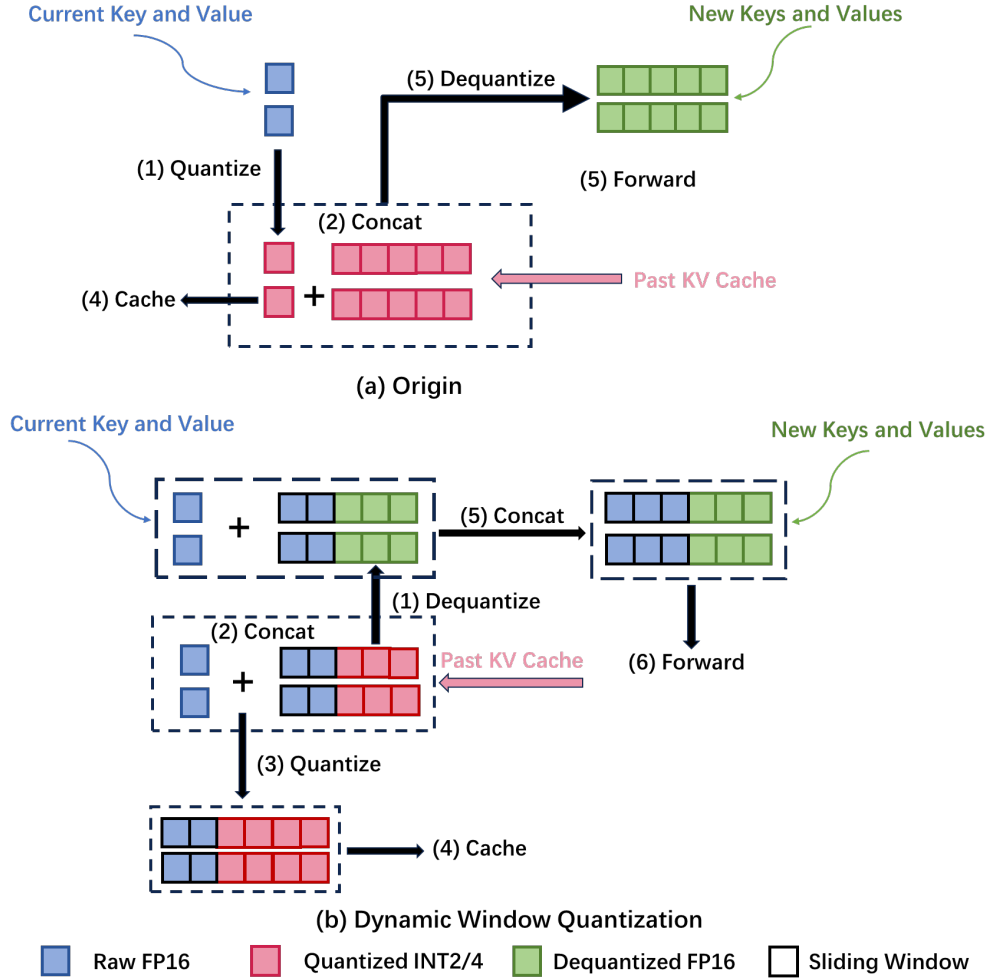 Current Key and Value
New Keys and Values
(5) Dequantize
(1) Quantize
(5) Forward
(2) Concat
+
Past KV Cache
(4) Cache
(a) Origin
Current Key and Value
New Keys and Values
+
(5) Concat
(1) Dequantize
(2) Concat
+
Past KV Cache
(6) Forward
(3) Quantize
(4) Cache
(b) Dynamic Window Quantization
Raw FP16
Quantized INT2/4
Dequantized FP16
Sliding Window